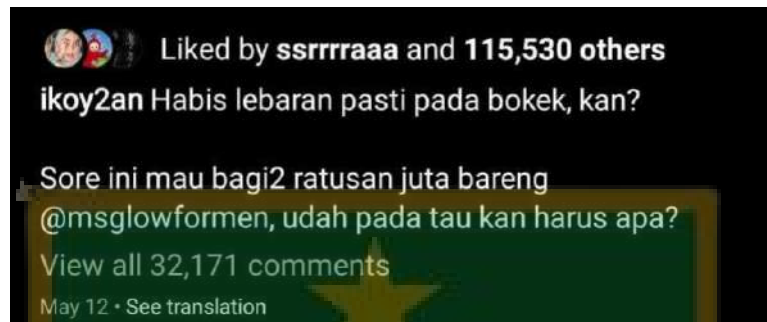 Liked by ssrrrraaa and 115,530 others
ikoy2an Habis lebaran pasti pada bokek, kan?
Sore ini mau bagi2 ratusan juta bareng
@msglowformen, udah pada tau kan harus apa?
View all 32,171 comments
May 12 • See translation